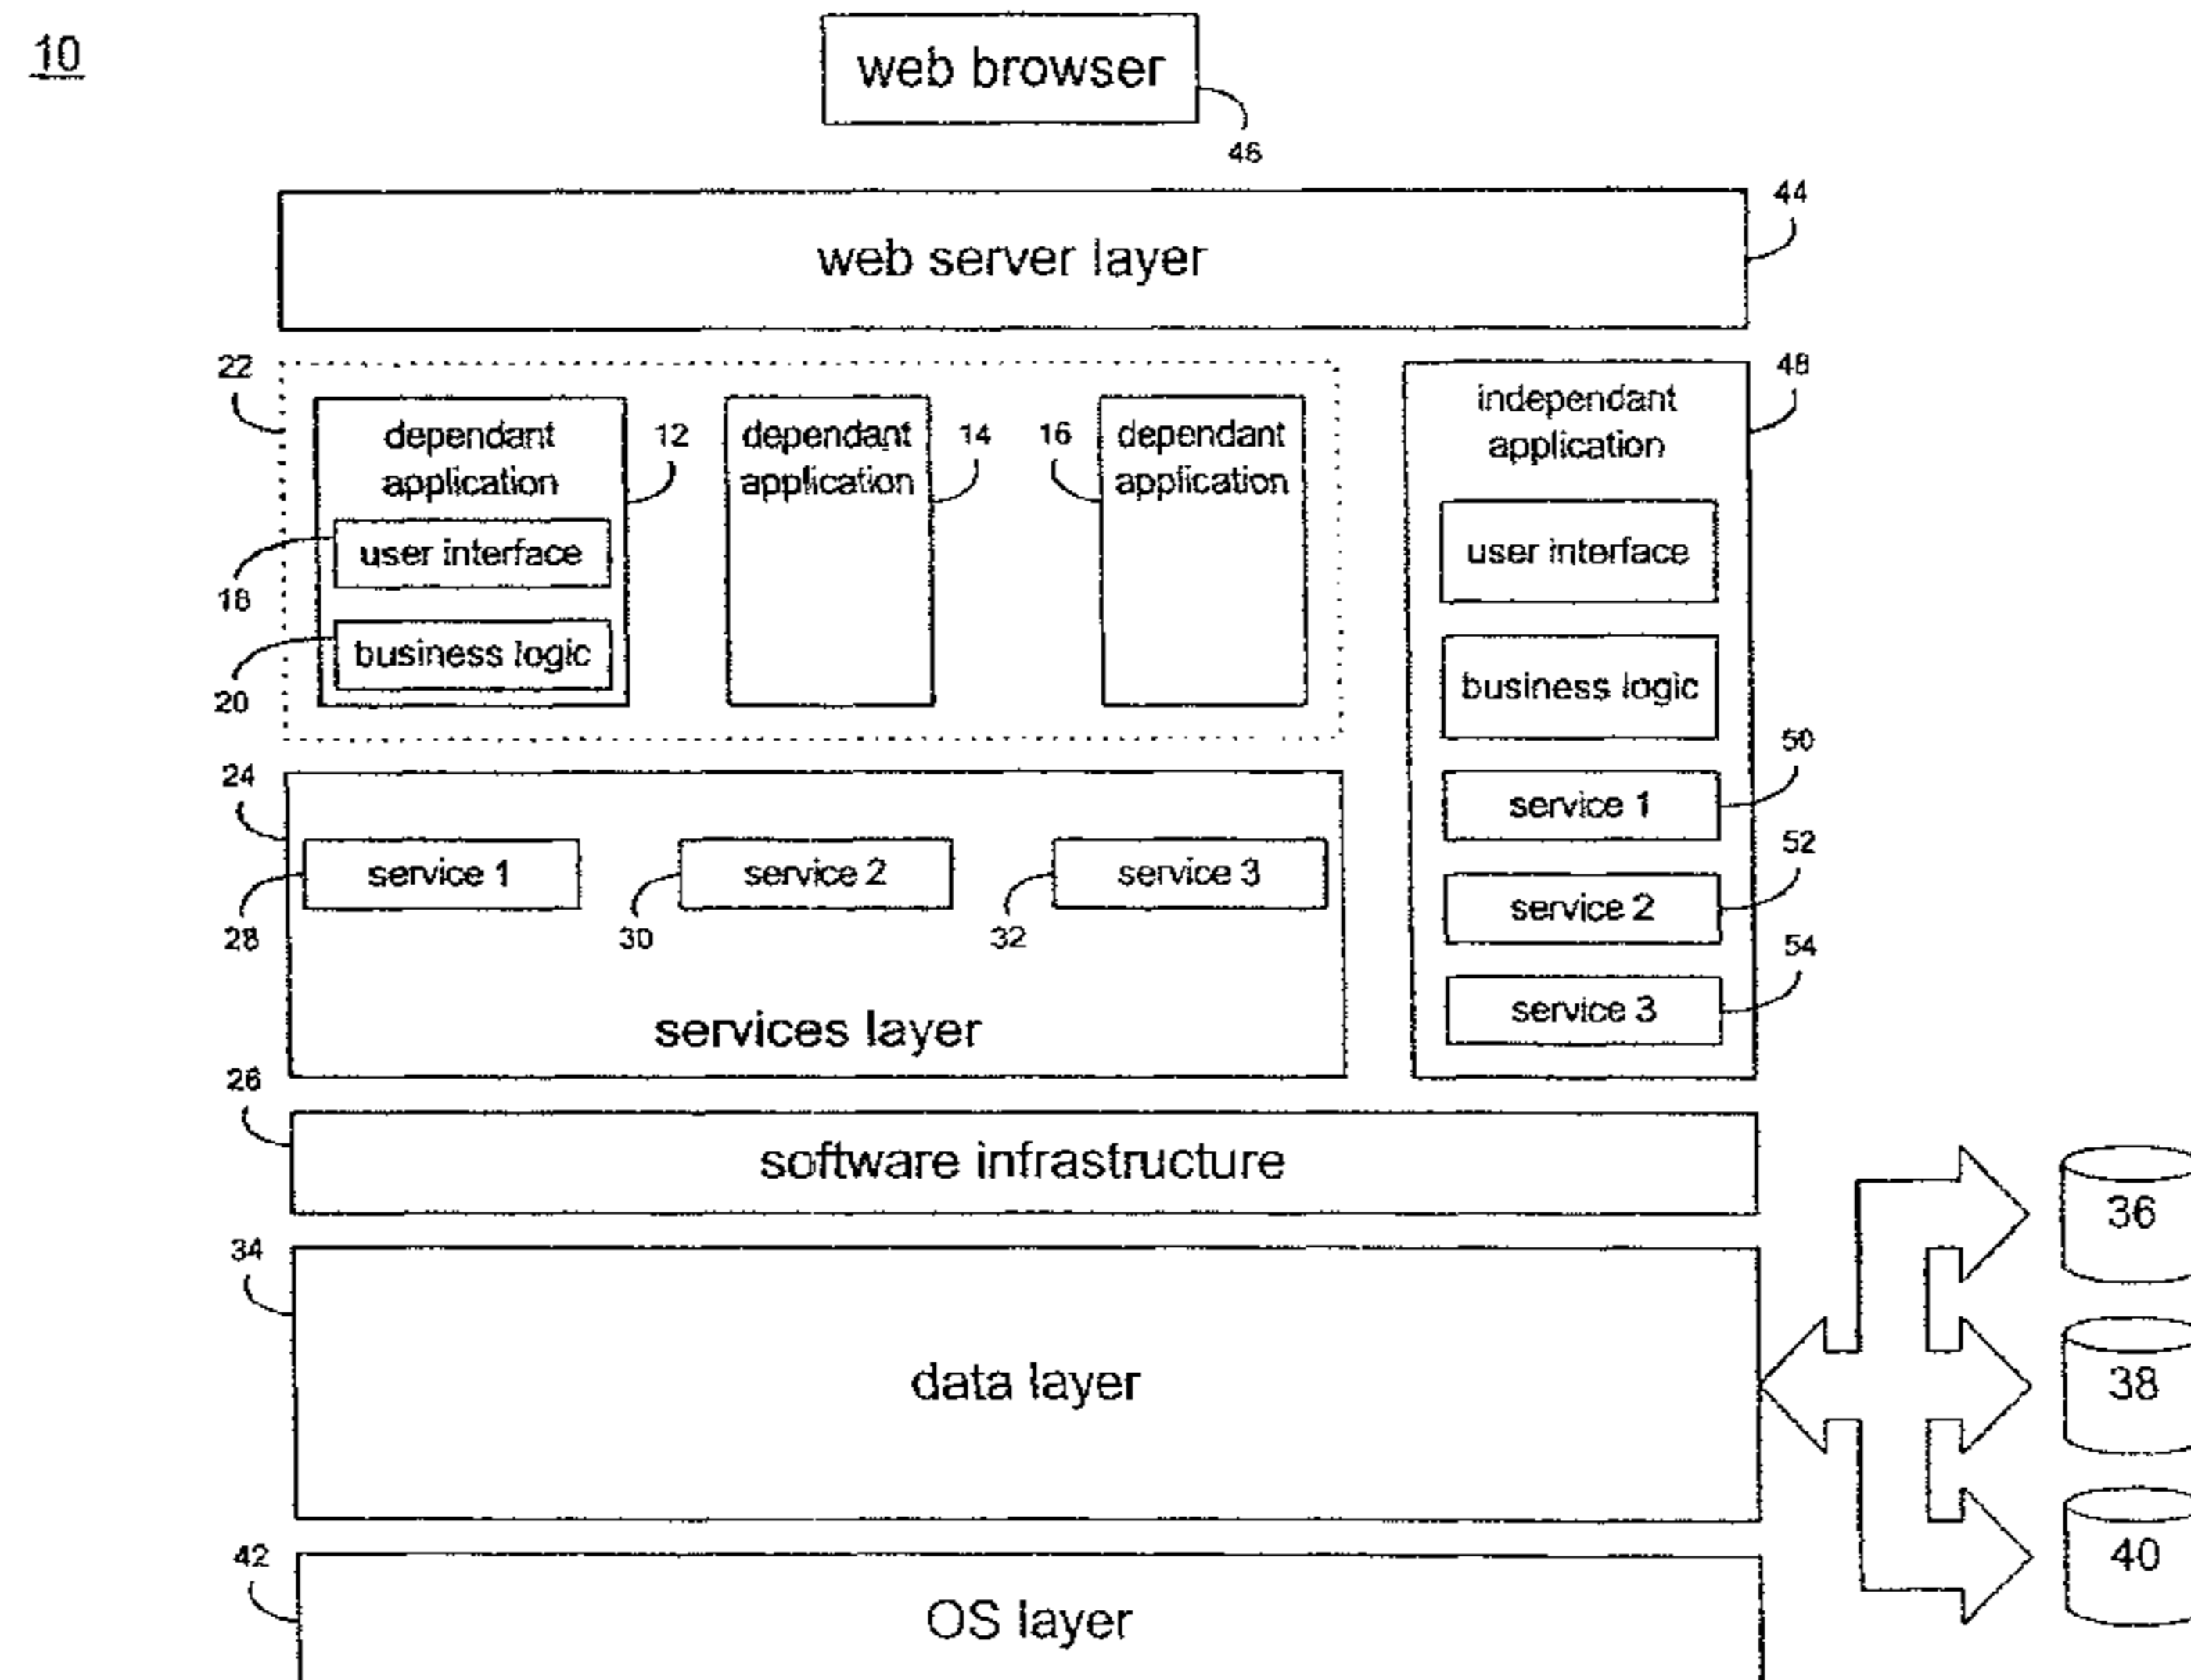 10
web browser
46
web server layer
44
22
dependant
application
12
dependant
application
14
16
dependant
application
independant
application
48
user interface
18
business logic
20
user interface
business logic
24
service 1
28
service 2
30
service 3
32
services layer
service 1
50
service 2
52
service 3
54
26
software infrastructure
34
data layer
36
38
40
42
OS layer